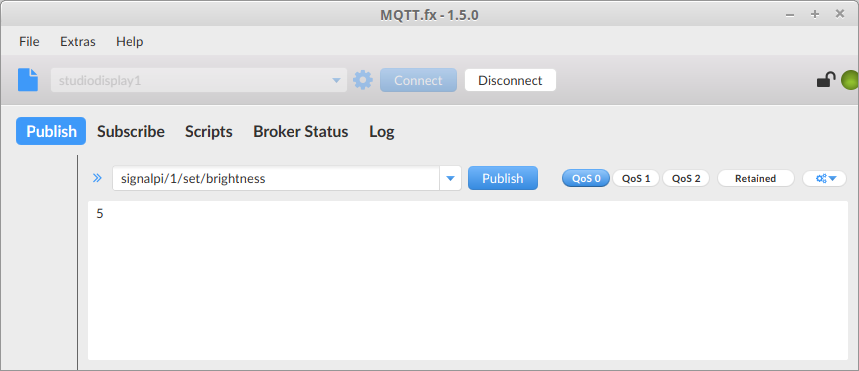 MQTT.fx - 1.5.0
File Extras Help
studiodisplay1 Connect Disconnect
Publish Subscribe Scripts Broker Status Log
signalpi/1/set/brightness Publish QoS 0 QoS 1 QoS 2 Retained
5